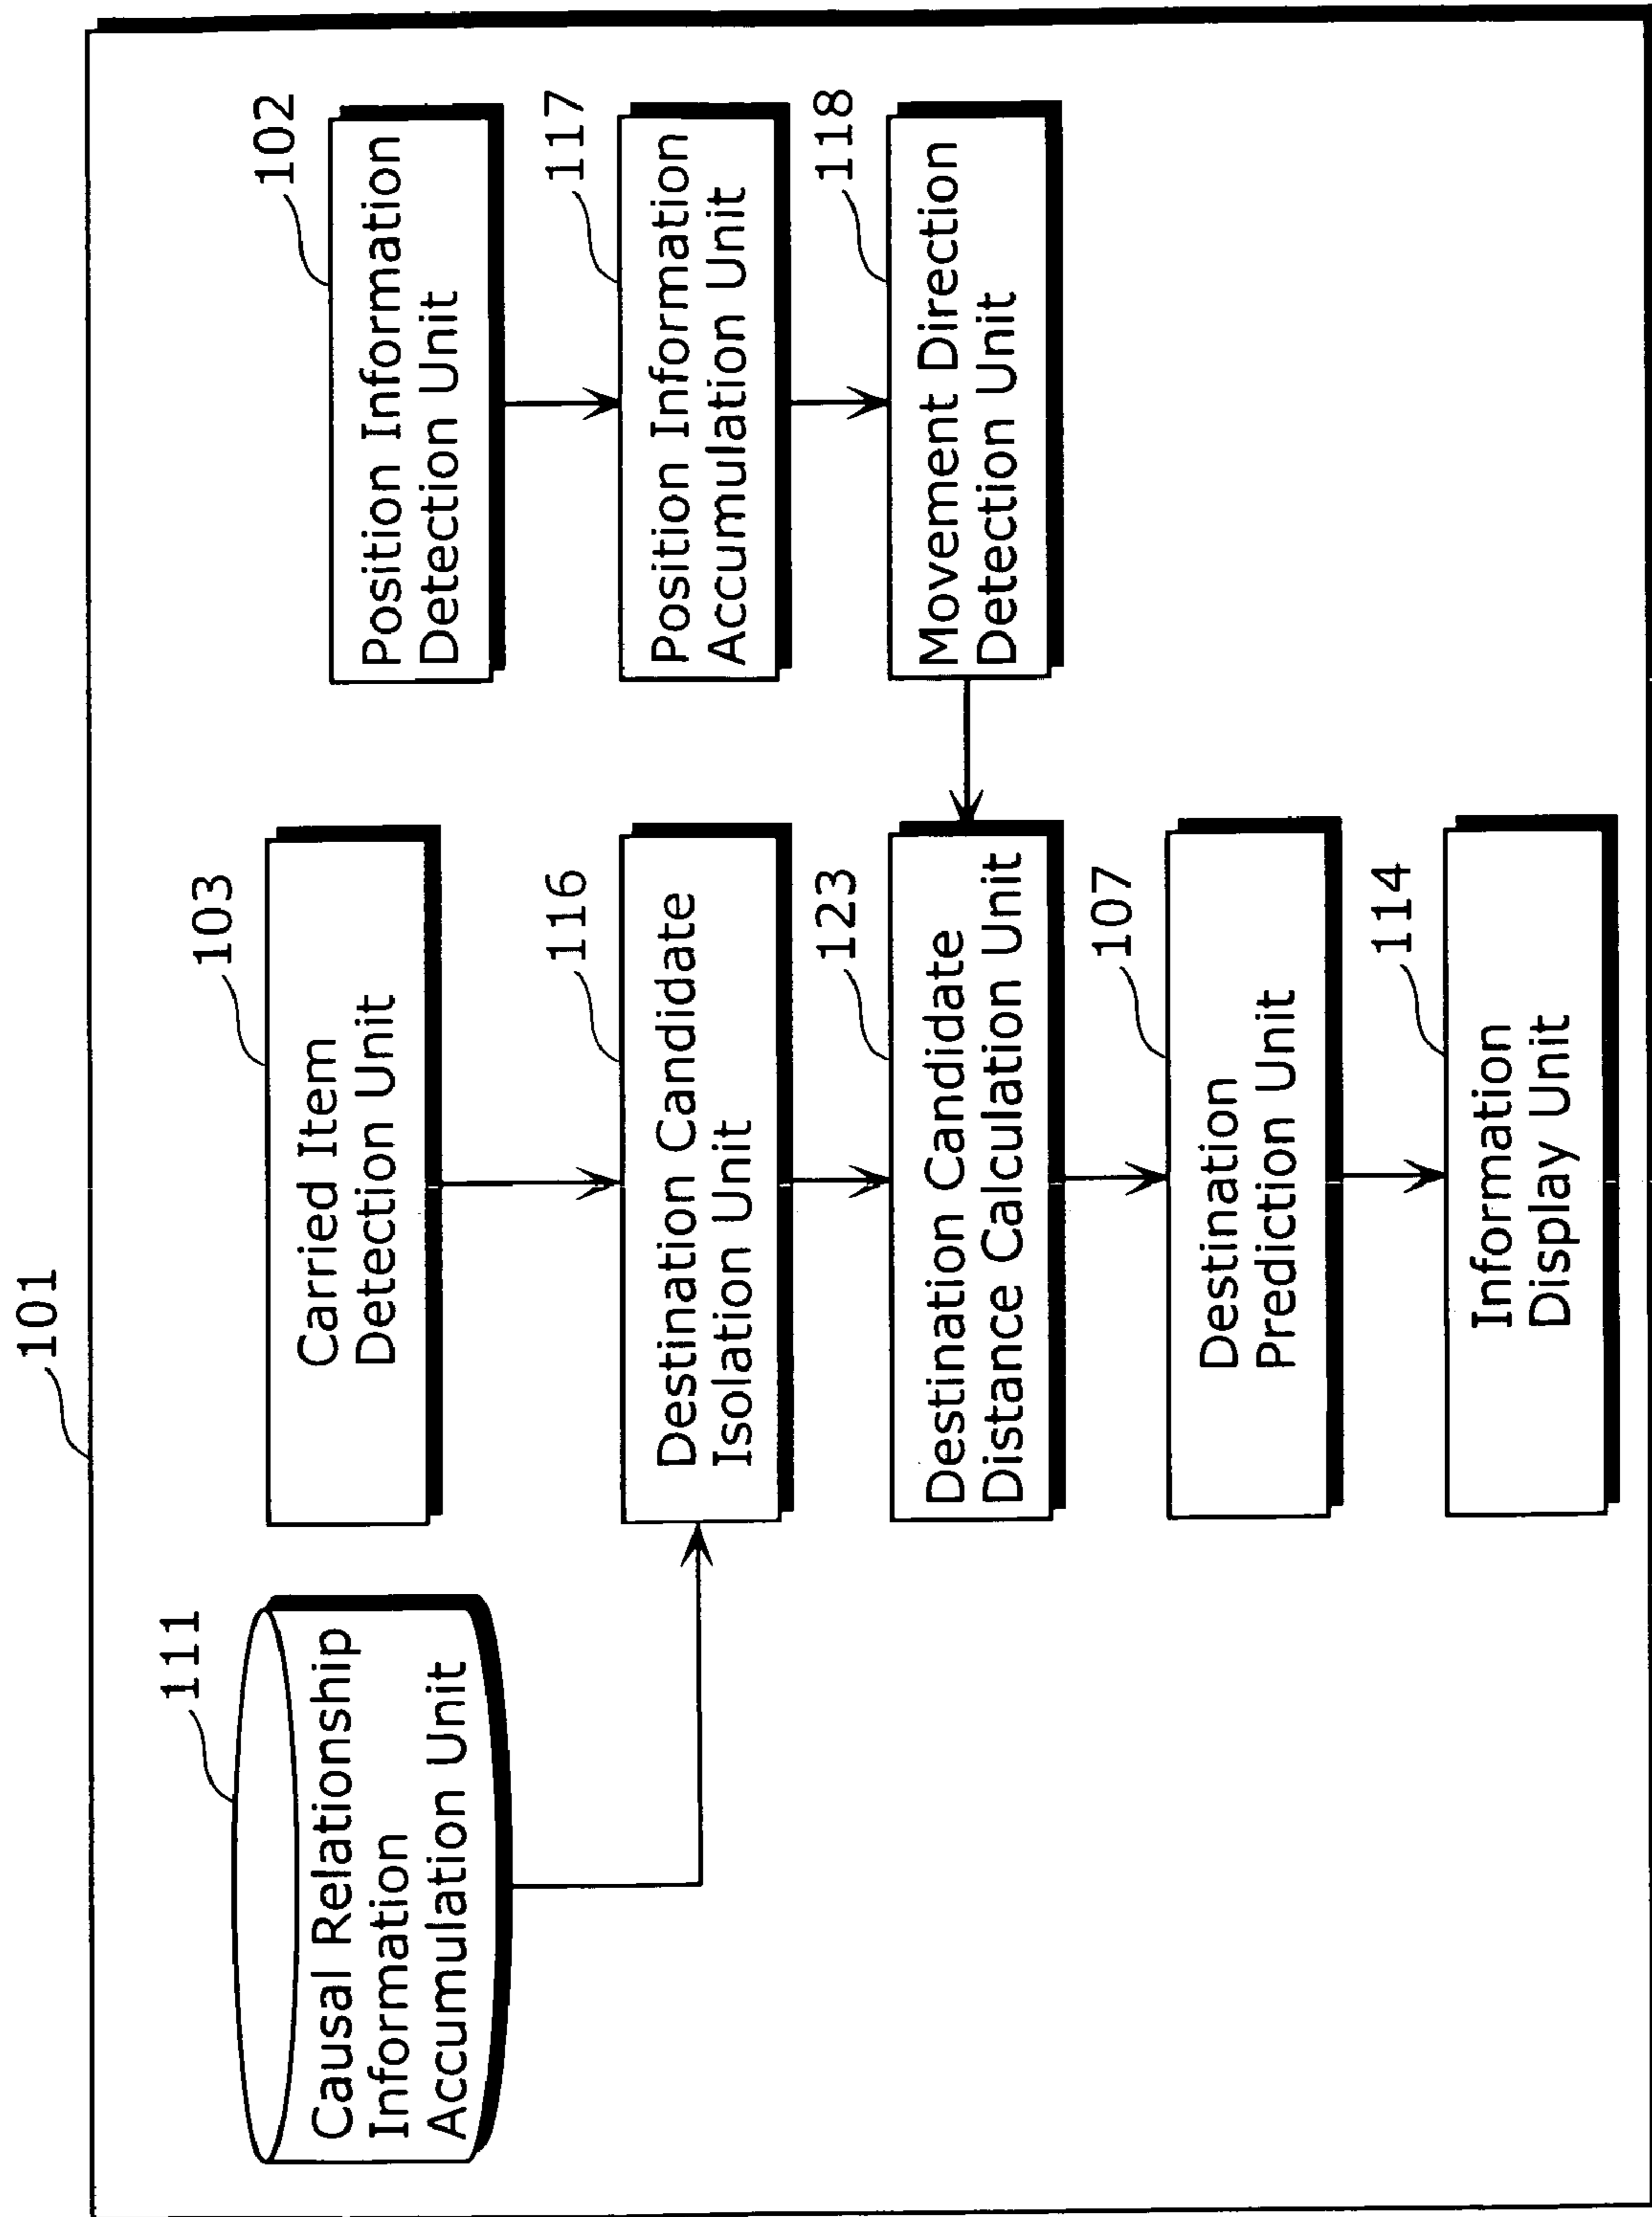 101
111
Causal Relationship
Information
Accumulation Unit
103
Carried Item
Detection Unit
102
Position Information
Detection Unit
116
Destination Candidate
Isolation Unit
117
Position Information
Accumulation Unit
123
Destination Candidate
Distance Calculation Unit
118
Movement Direction
Detection Unit
107
Destination
Prediction Unit
114
Information
Display Unit